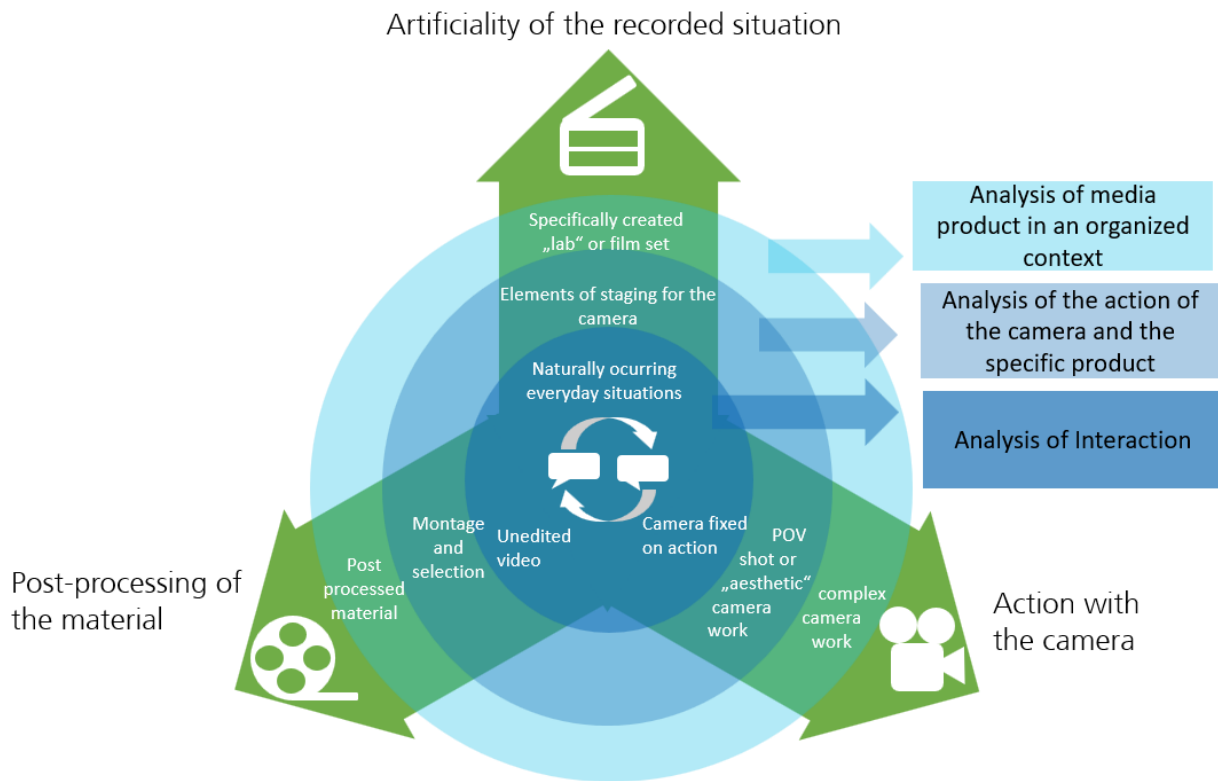 Artificiality of the recorded situation
Specifically created
„lab“ or film set
Elements of staging for the
camera
Naturally ocurring
everyday situations
Analysis of media
product in an organized
context
Analysis of the action of
the camera and the
specific product
Analysis of Interaction
Unedited
video
Montage
and
selection
Post
processed
material
Camera fixed
on action
POV
shot or
„aesthetic“
camera
work
complex
camera
work
Post-processing of
the material
Action with
the camera